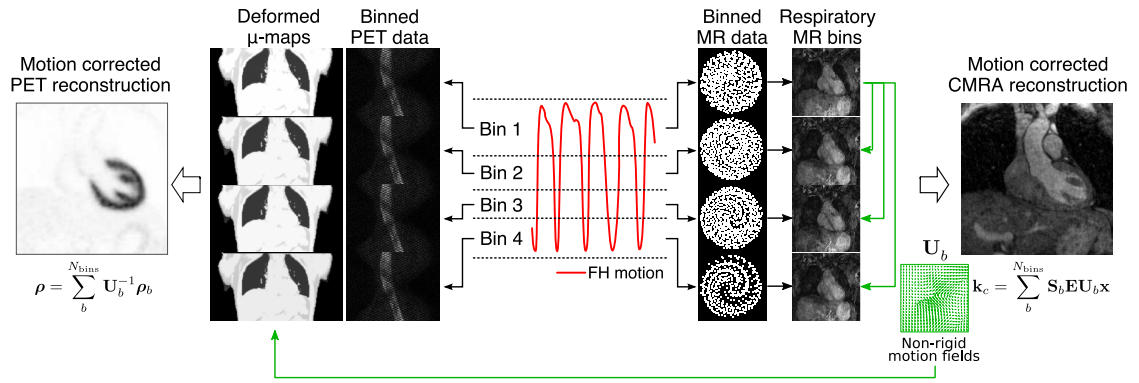 Deformed
μ-maps
Binned
PET data
Binned
MR data
Respiratory
MR bins
Motion corrected
PET reconstruction
Motion corrected
CMRA reconstruction
Bin 1
Bin 2
Bin 3
Bin 4
FH motion
ρ = ∑_b^{N_bins} U_b^{-1} ρ_b
U_b
k_c = ∑_b^{N_bins} S_b E U_b x
Non-rigid
motion fields